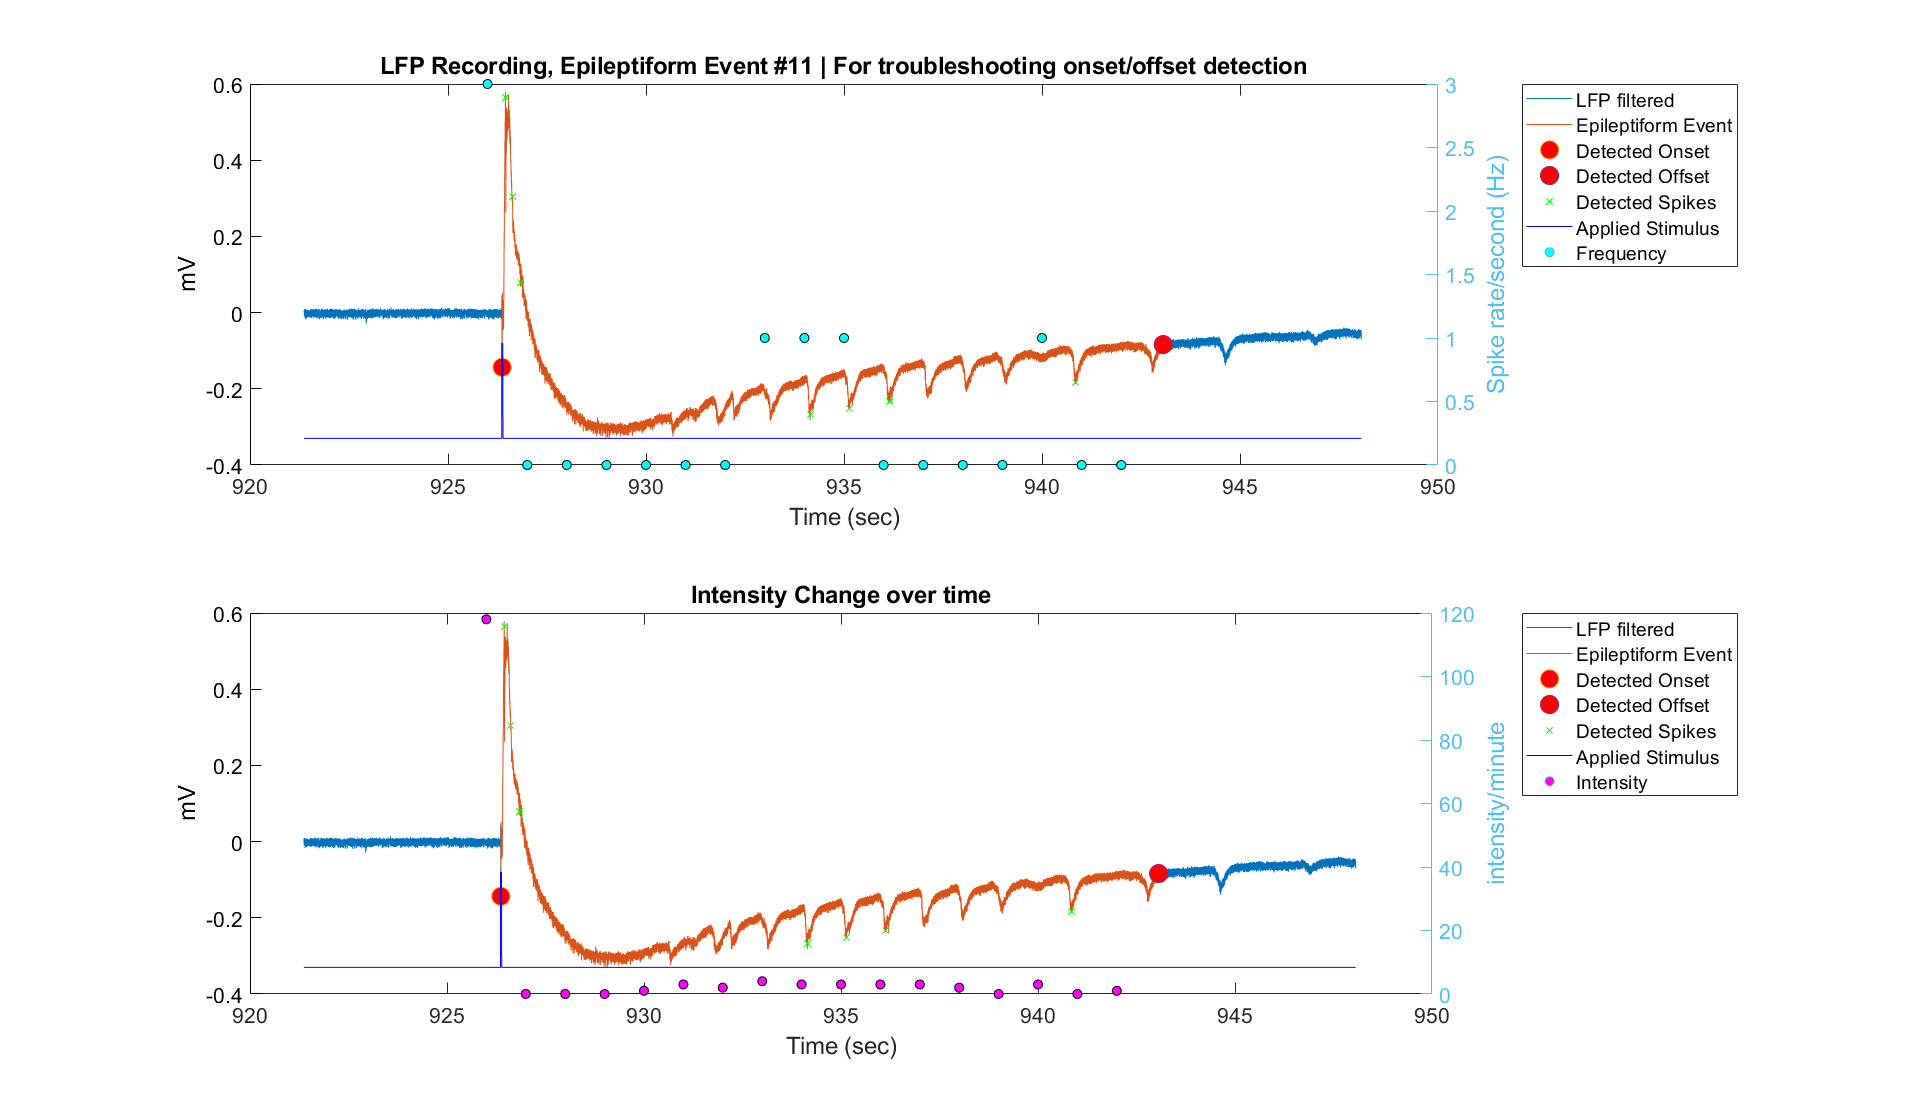 LFP Recording, Epileptiform Event #11 | For troubleshooting onset/offset detection
0.6
0.4
0.2
0
-0.2
-0.4
mV
920
925
930
935
940
945
950
Time (sec)
3
2.5
2
1.5
1
0.5
0
Spike rate/second (Hz)
LFP filtered
Epileptiform Event
Detected Onset
Detected Offset
Detected Spikes
Applied Stimulus
Frequency
Intensity Change over time
0.6
0.4
0.2
0
-0.2
-0.4
mV
920
925
930
935
940
945
950
Time (sec)
120
100
80
60
40
20
0
intensity/minute
LFP filtered
Epileptiform Event
Detected Onset
Detected Offset
Detected Spikes
Applied Stimulus
Intensity